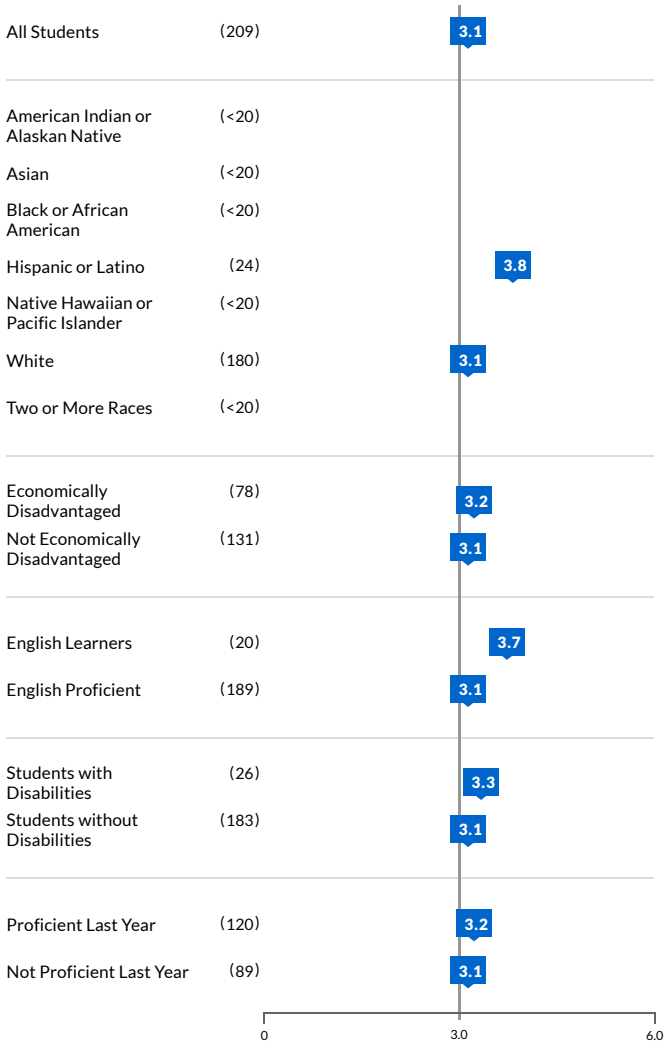 All Students (209) 3.1
American Indian or
Alaskan Native (<20)
Asian (<20)
Black or African
American (<20)
Hispanic or Latino (24) 3.8
Native Hawaiian or
Pacific Islander (<20)
White (180) 3.1
Two or More Races (<20)
Economically
Disadvantaged (78) 3.2
Not Economically
Disadvantaged (131) 3.1
English Learners (20) 3.7
English Proficient (189) 3.1
Students with
Disabilities (26) 3.3
Students without
Disabilities (183) 3.1
Proficient Last Year (120) 3.2
Not Proficient Last Year (89) 3.1
0 3.0 6.0